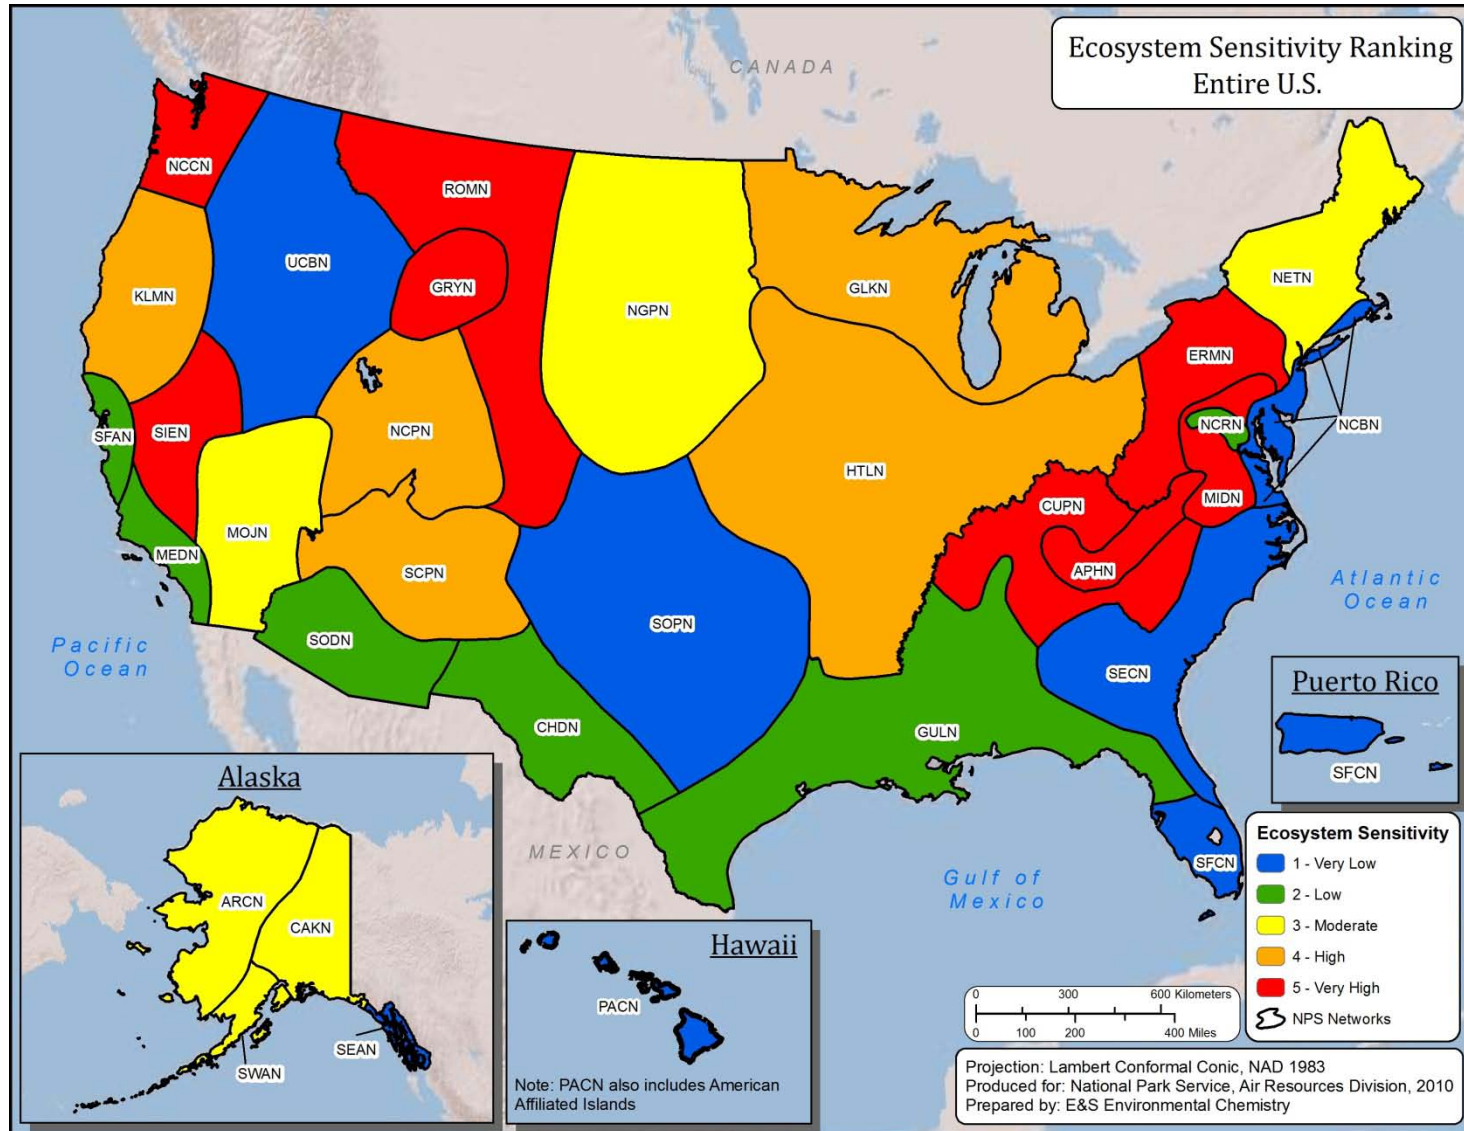 Ecosystem Sensitivity Ranking
Entire U.S.
CANADA
NCCN
ROMN
UCBN
GRYN
KLMN
NGPN
GLKN
NETN
ERMN
SFAN
SIEN
NCPN
NCRN
NCBN
HTLN
MIDN
CUPN
MOJN
MEDN
SCPN
APHN
Atlantic
Ocean
Pacific
Ocean
SODN
SOPN
SECN
CHDN
GULN
Puerto Rico
SFCN
Alaska
MEXICO
Gulf of
Mexico
SFCN
ARCN
CAKN
SEAN
SWAN
Hawaii
PACN
Note: PACN also includes American
Affiliated Islands
Ecosystem Sensitivity
1 - Very Low
2 - Low
3 - Moderate
4 - High
5 - Very High
NPS Networks
0 300 600 Kilometers
0 100 200 400 Miles
Projection: Lambert Conformal Conic, NAD 1983
Produced for: National Park Service, Air Resources Division, 2010
Prepared by: E&S Environmental Chemistry